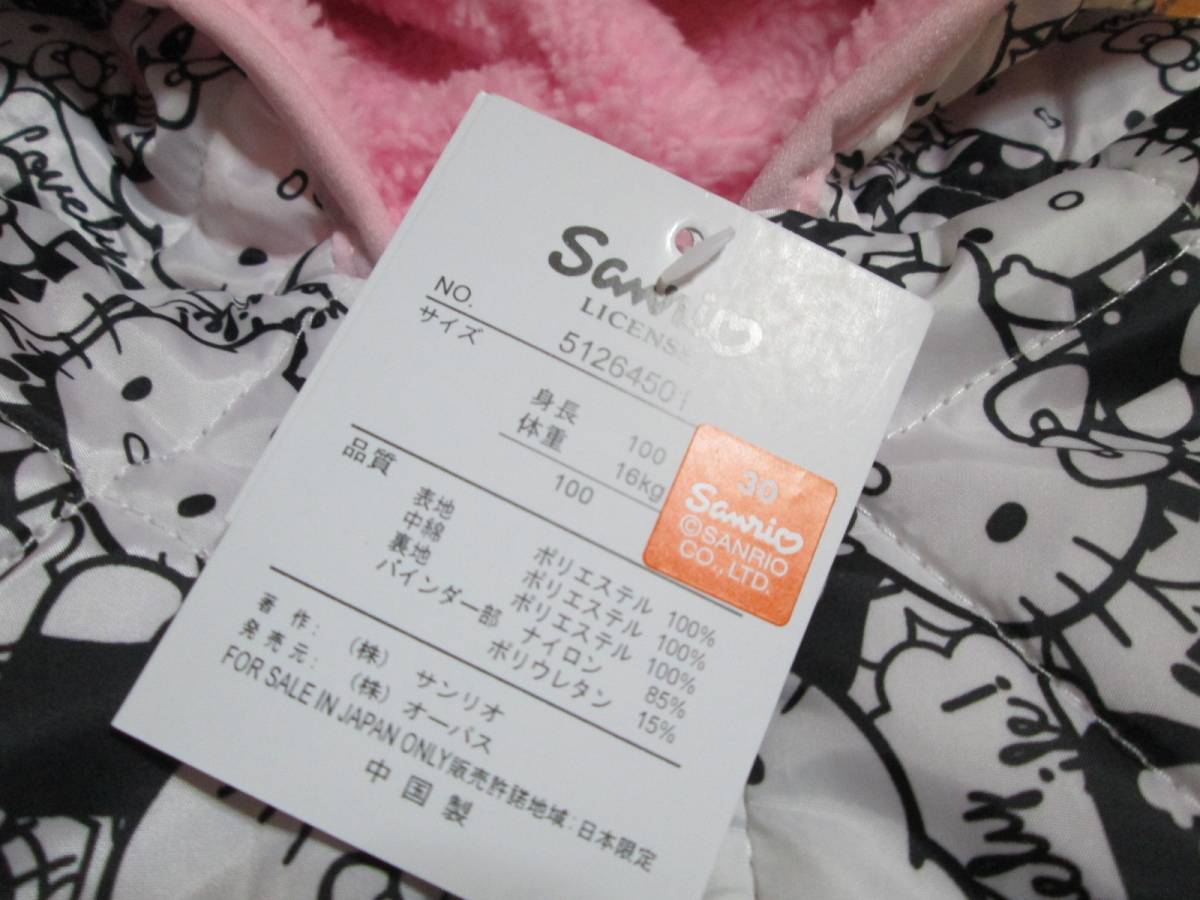 Sanrio
LICENS
NO. 51264501
サイズ
身長 100
体重 16kg
100
品質
表地 ポリエステル 100%
中綿 ポリエステル 100%
裏地 ポリエステル 100%
バインダー部 ナイロン 85%
ポリウレタン 15%
著作: (株) サンリオ
発売元: (株) オーパス
FOR SALE IN JAPAN ONLY販売許諾地域:日本限定
中国製
30
Sanrio
©SANRIO
CO., LTD.
Lovely